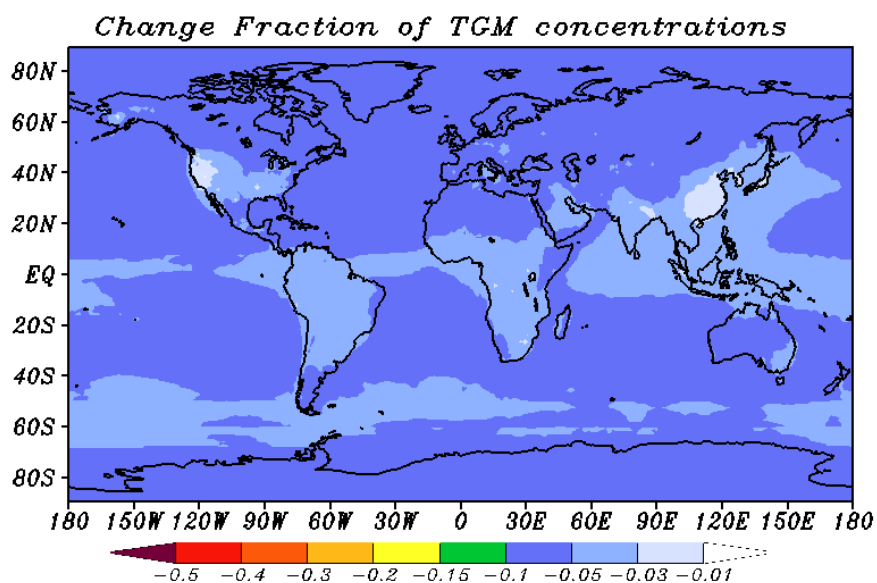 Change Fraction of TGM concentrations
80N
60N
40N
20N
EQ
20S
40S
60S
80S
180 150W 120W 90W 60W 30W 0 30E 60E 90E 120E 150E 180
-0.5 -0.4 -0.3 -0.2 -0.15 -0.1 -0.05 -0.03 -0.01